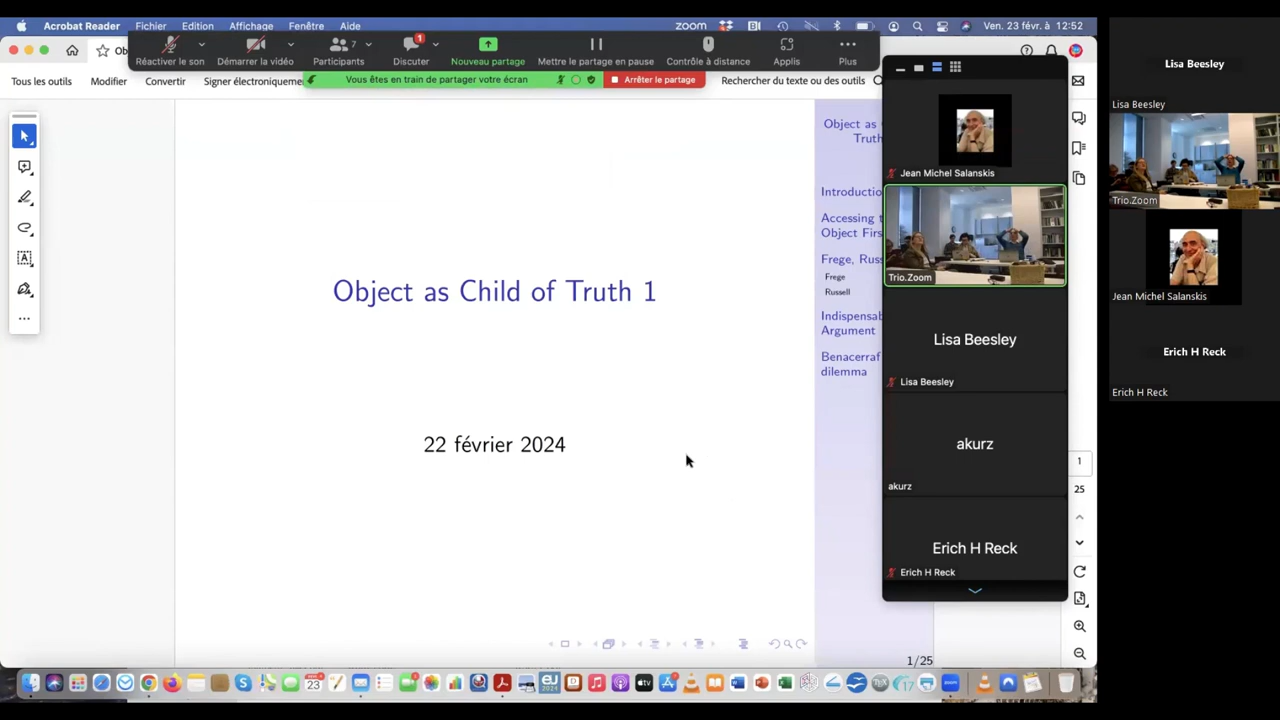 Acrobat Reader Fichier Edition Affichage Fenêtre Aide
zoom
Ven. 23 févr. à 12:52
Ob
7
1
Réactiver le son
Démarrer la vidéo
Participants
Discuter
Nouveau partage
Mettre le partage en pause
Contrôle à distance
Applis
Plus
Tous les outils Modifier Convertir Signer électroniqueme
Vous êtes en train de partager votre écran
Arrêter le partage
Rechercher du texte ou des outils
Object as Child of Truth 1
22 février 2024
Object as
Truth
Introductio
Accessing t
Object Firs
Frege, Russ
Frege
Russell
Indispensab
Argument
Benacerraf
dilemma
1/25
Jean Michel Salanskis
Trio.Zoom
Lisa Beesley
Lisa Beesley
akurz
akurz
Erich H Reck
Erich H Reck
1
25
Lisa Beesley
Lisa Beesley
Trio.Zoom
Jean Michel Salanskis
Erich H Reck
Erich H Reck